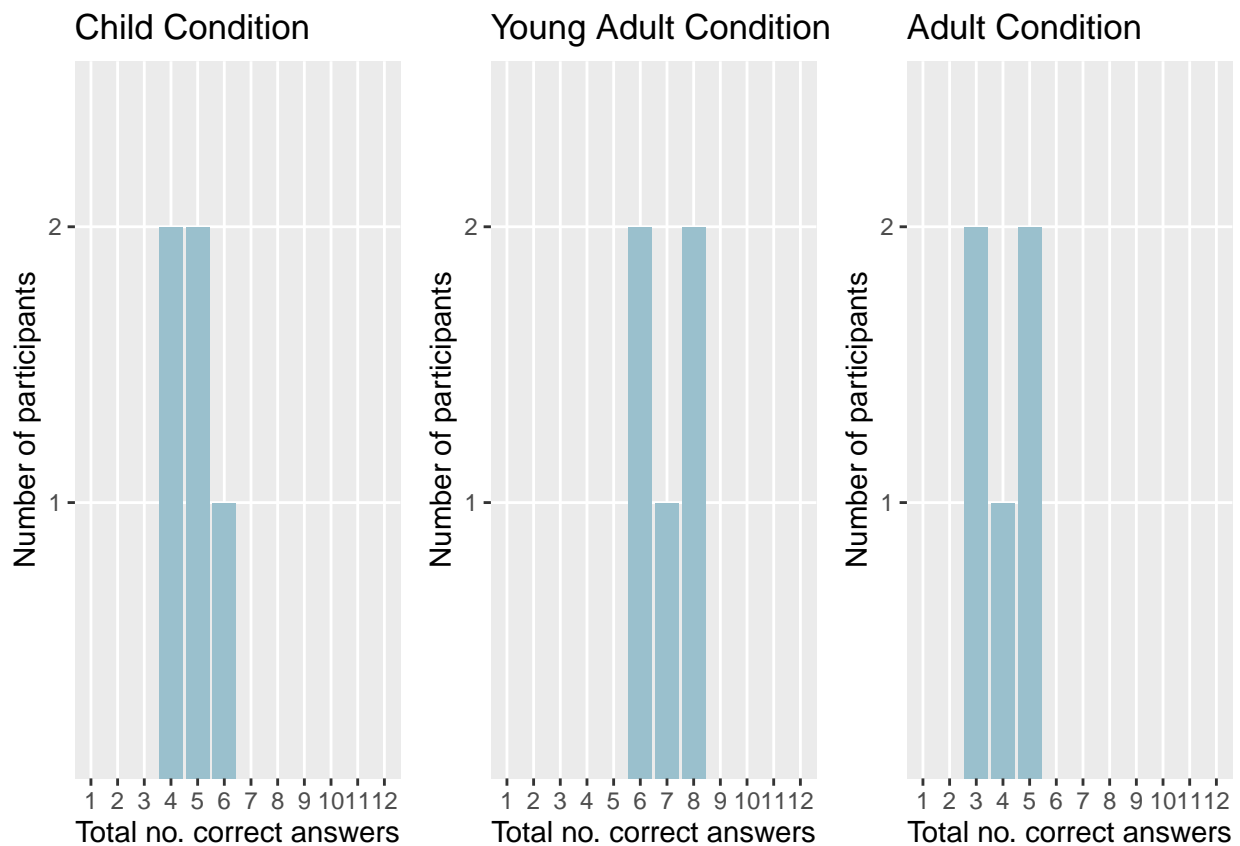 Child Condition
Number of participants
2
1
1 2 3 4 5 6 7 8 9 10 11 12
Total no. correct answers
Young Adult Condition
Number of participants
2
1
1 2 3 4 5 6 7 8 9 10 11 12
Total no. correct answers
Adult Condition
Number of participants
2
1
1 2 3 4 5 6 7 8 9 10 11 12
Total no. correct answers